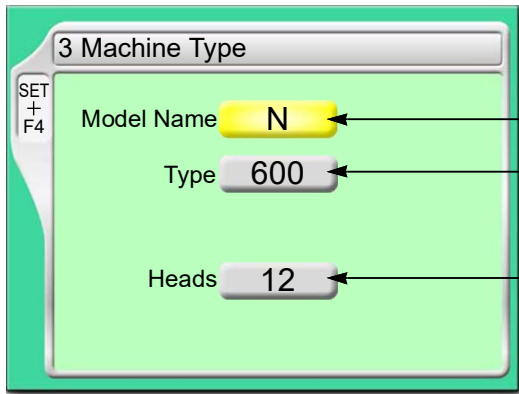 3 Machine Type
SET
+
F4
Model Name N
Type 600
Heads 12